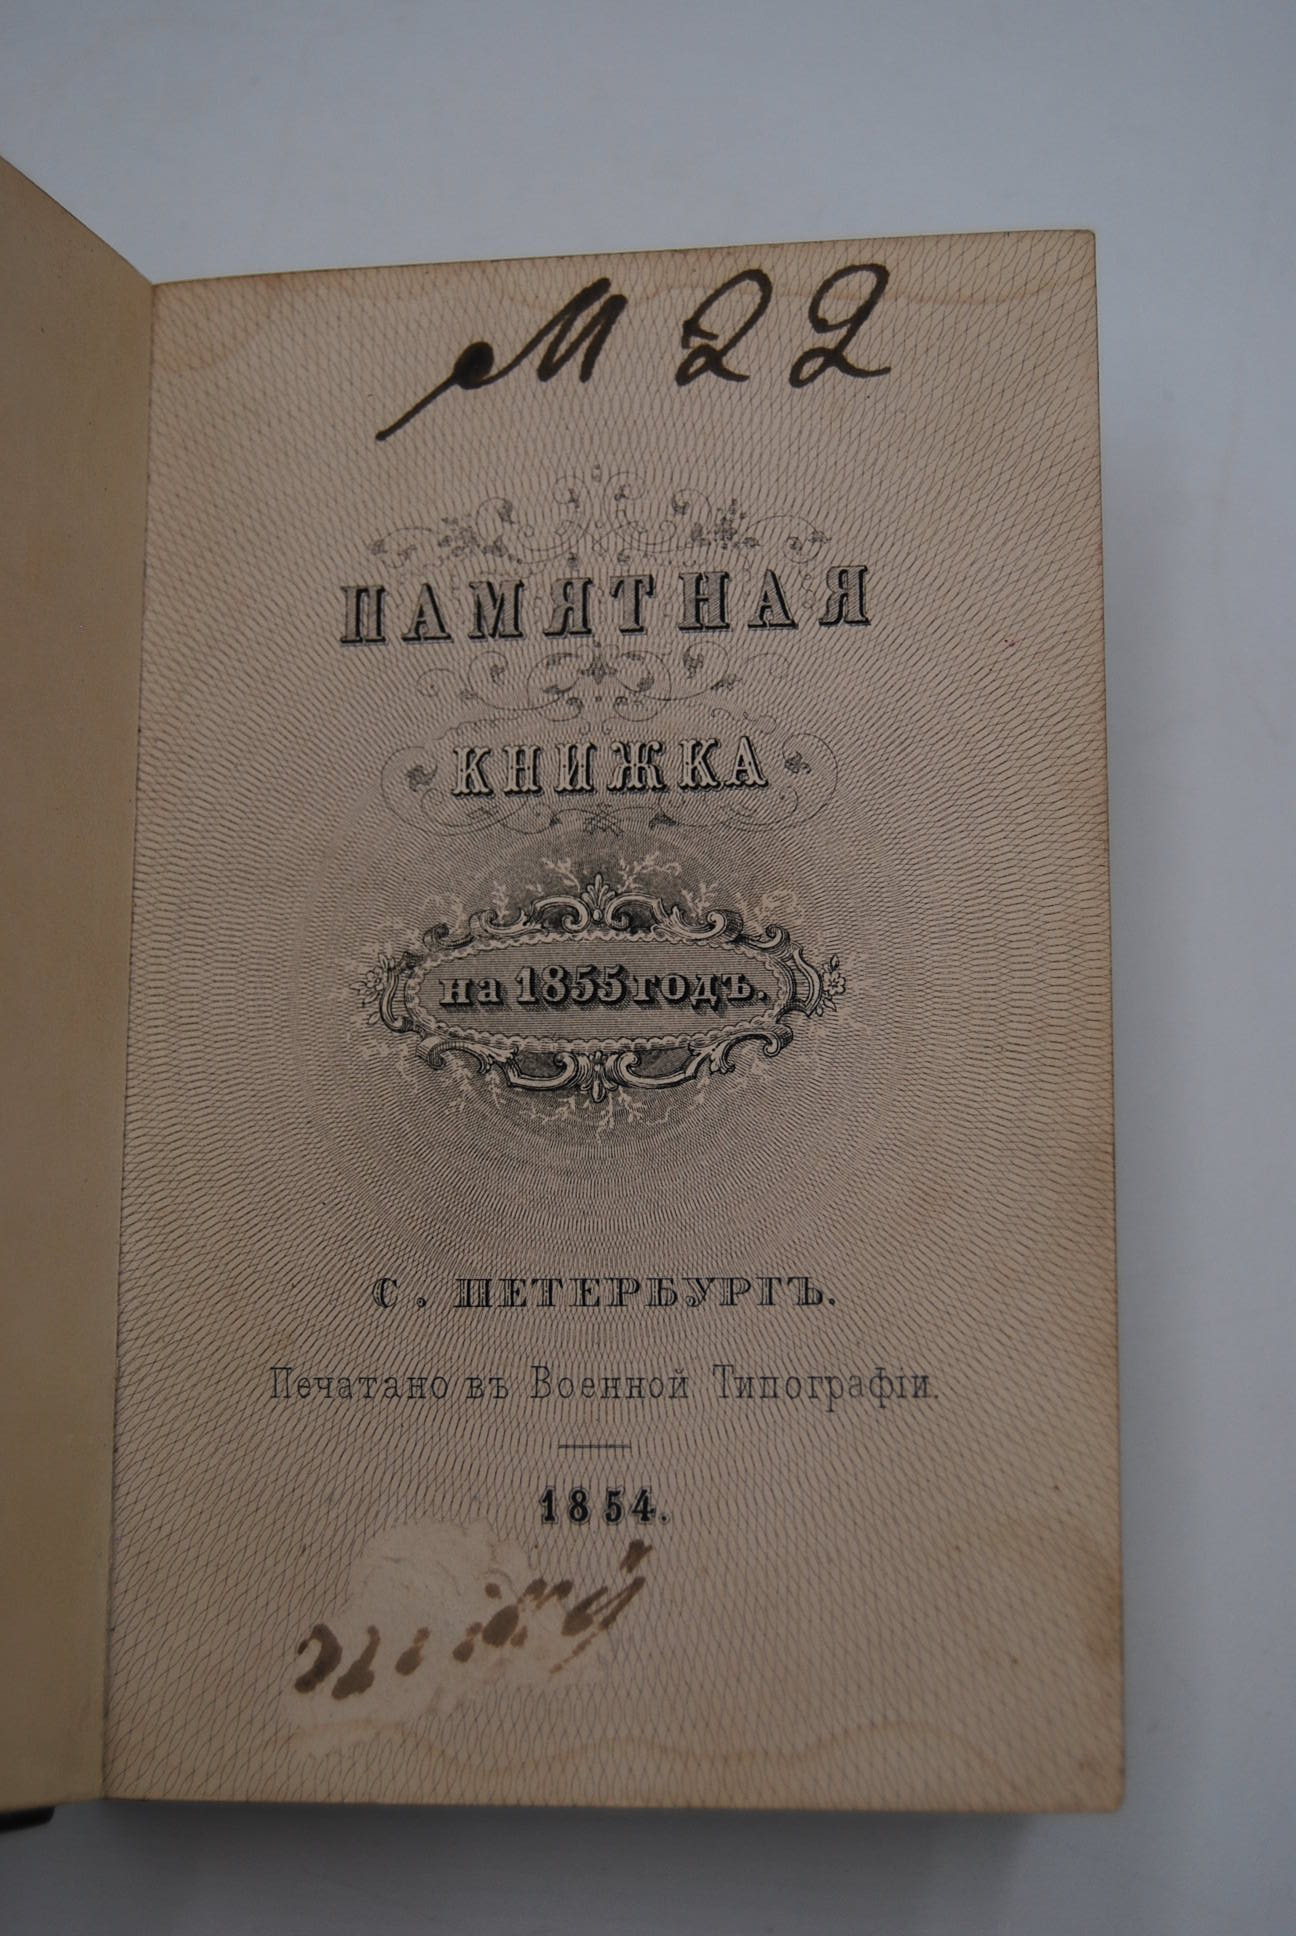 М 22
ПАМЯТНАЯ
КНИЖКА
на 1855 годъ.
С. ПЕТЕРБУРГЪ.
Печатано въ Военной Типографіи.
1854.